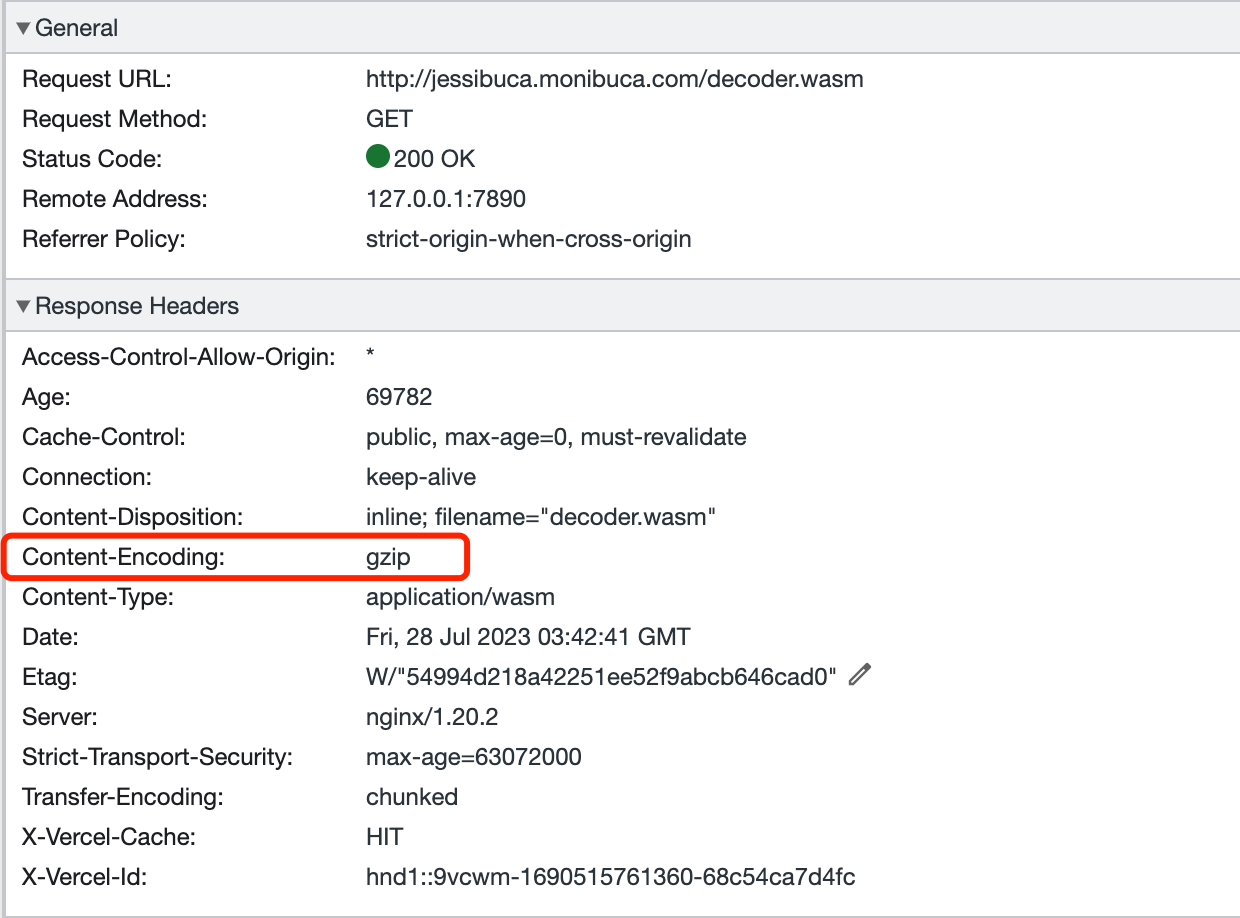 General
Request URL: http://jessibuca.monibuca.com/decoder.wasm
Request Method: GET
Status Code: 200 OK
Remote Address: 127.0.0.1:7890
Referrer Policy: strict-origin-when-cross-origin
Response Headers
Access-Control-Allow-Origin: *
Age: 69782
Cache-Control: public, max-age=0, must-revalidate
Connection: keep-alive
Content-Disposition: inline; filename="decoder.wasm"
Content-Encoding: gzip
Content-Type: application/wasm
Date: Fri, 28 Jul 2023 03:42:41 GMT
Etag: W/"54994d218a42251ee52f9abcb646cad0"
Server: nginx/1.20.2
Strict-Transport-Security: max-age=63072000
Transfer-Encoding: chunked
X-Vercel-Cache: HIT
X-Vercel-Id: hnd1::9vcwm-1690515761360-68c54ca7d4fc